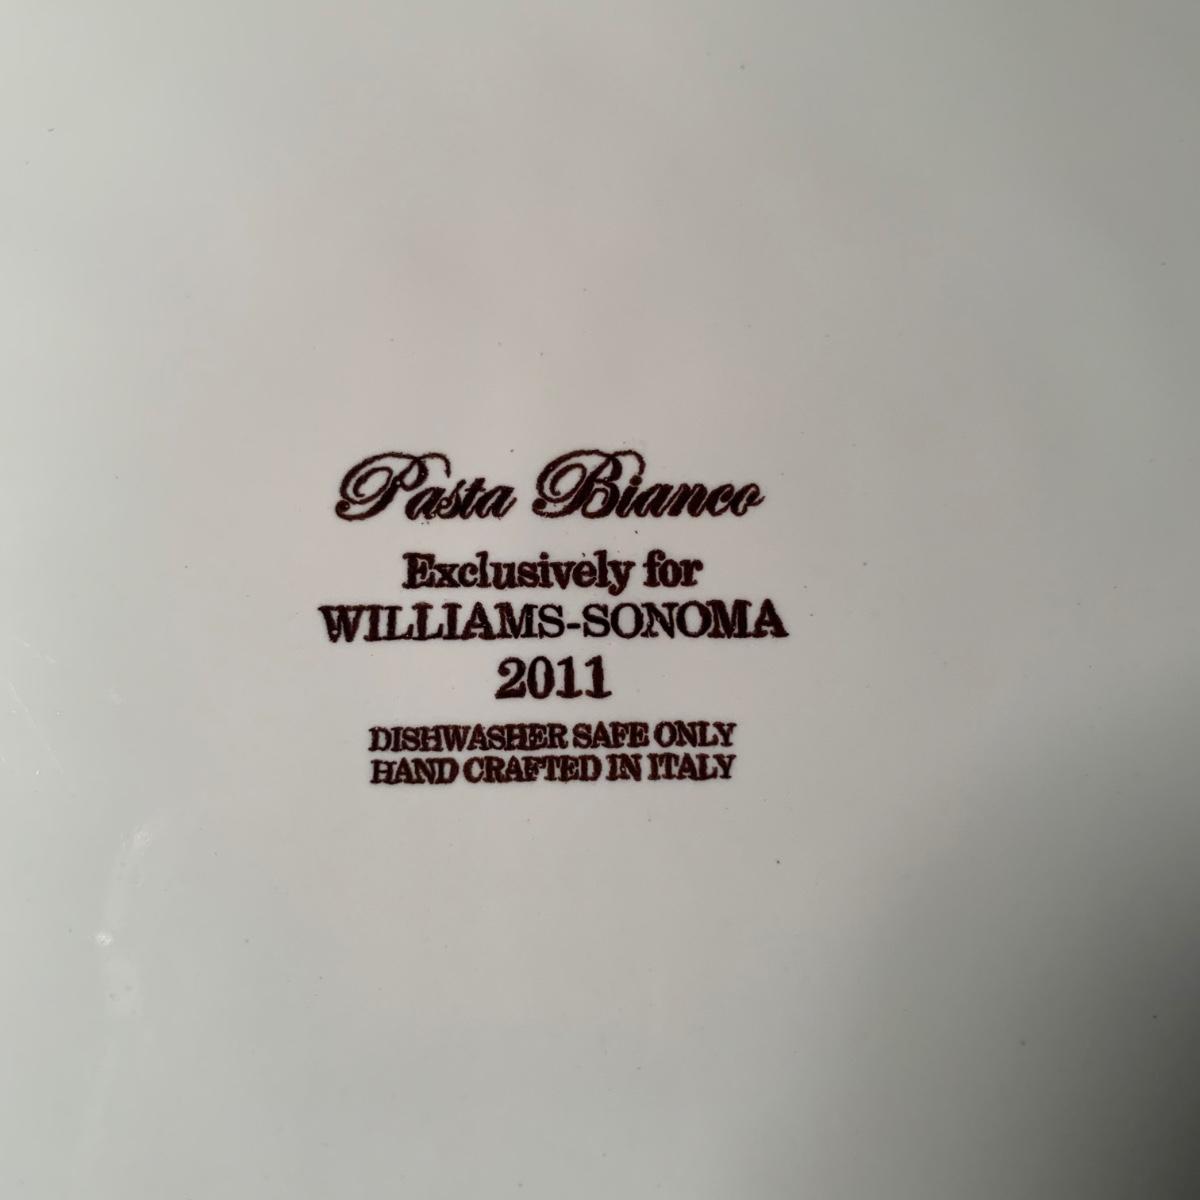 Pasta Bianco
Exclusively for
WILLIAMS-SONOMA
2011
DISHWASHER SAFE ONLY
HAND CRAFTED IN ITALY